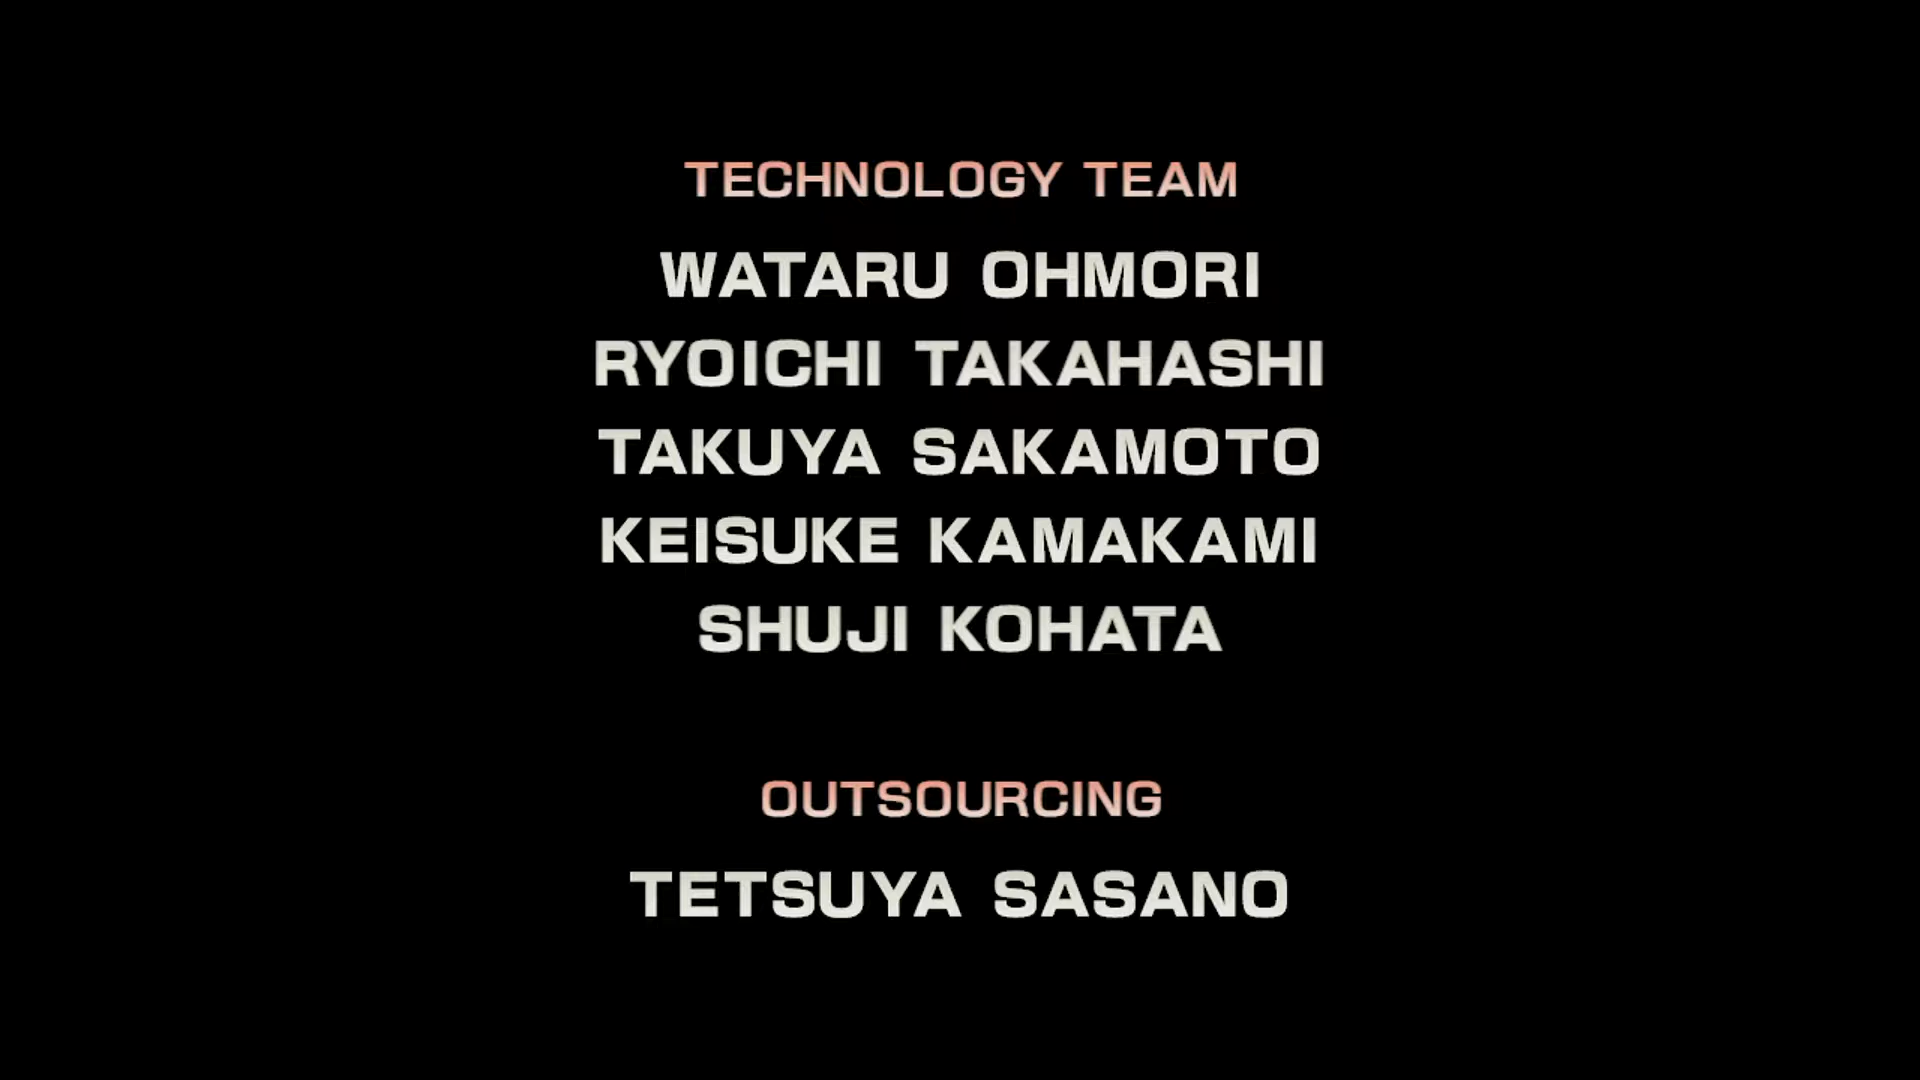 TECHNOLOGY TEAM
WATARU OHMORI
RYOICHI TAKAHASHI
TAKUYA SAKAMOTO
KEISUKE KAMAKAMI
SHUJI KOHATA
OUTSOURCING
TETSUYA SASANO